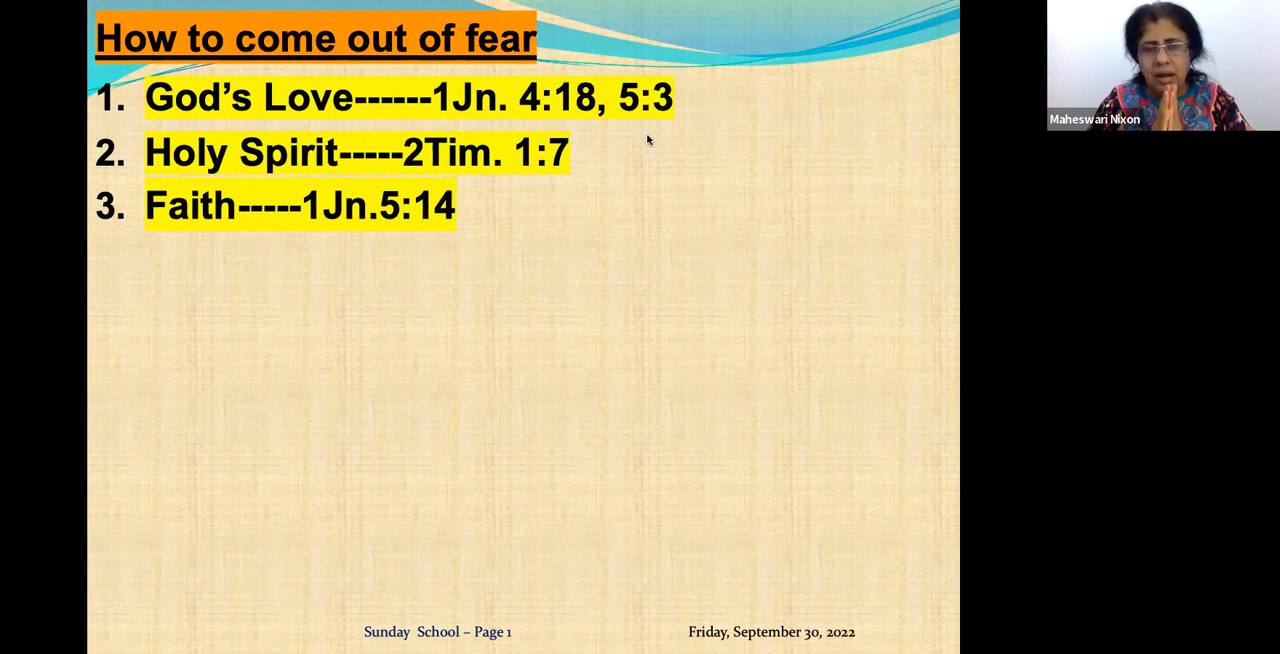 How to come out of fear
1. God’s Love------1Jn. 4:18, 5:3
2. Holy Spirit-----2Tim. 1:7
3. Faith-----1Jn.5:14
Maheswari Nixon
Sunday School – Page 1
Friday, September 30, 2022